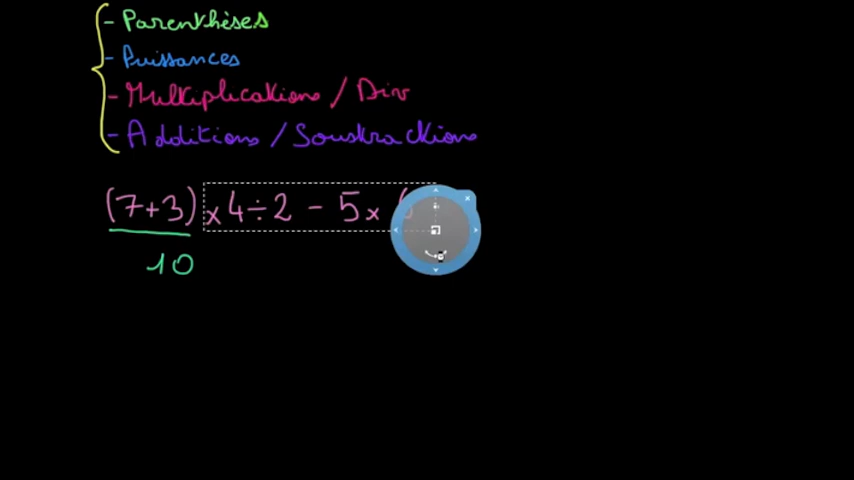 - Parenthèses
- Puissances
- Multiplications / Div
- Additions / Soustractions
(7+3) × 4 ÷ 2 - 5 ×
10